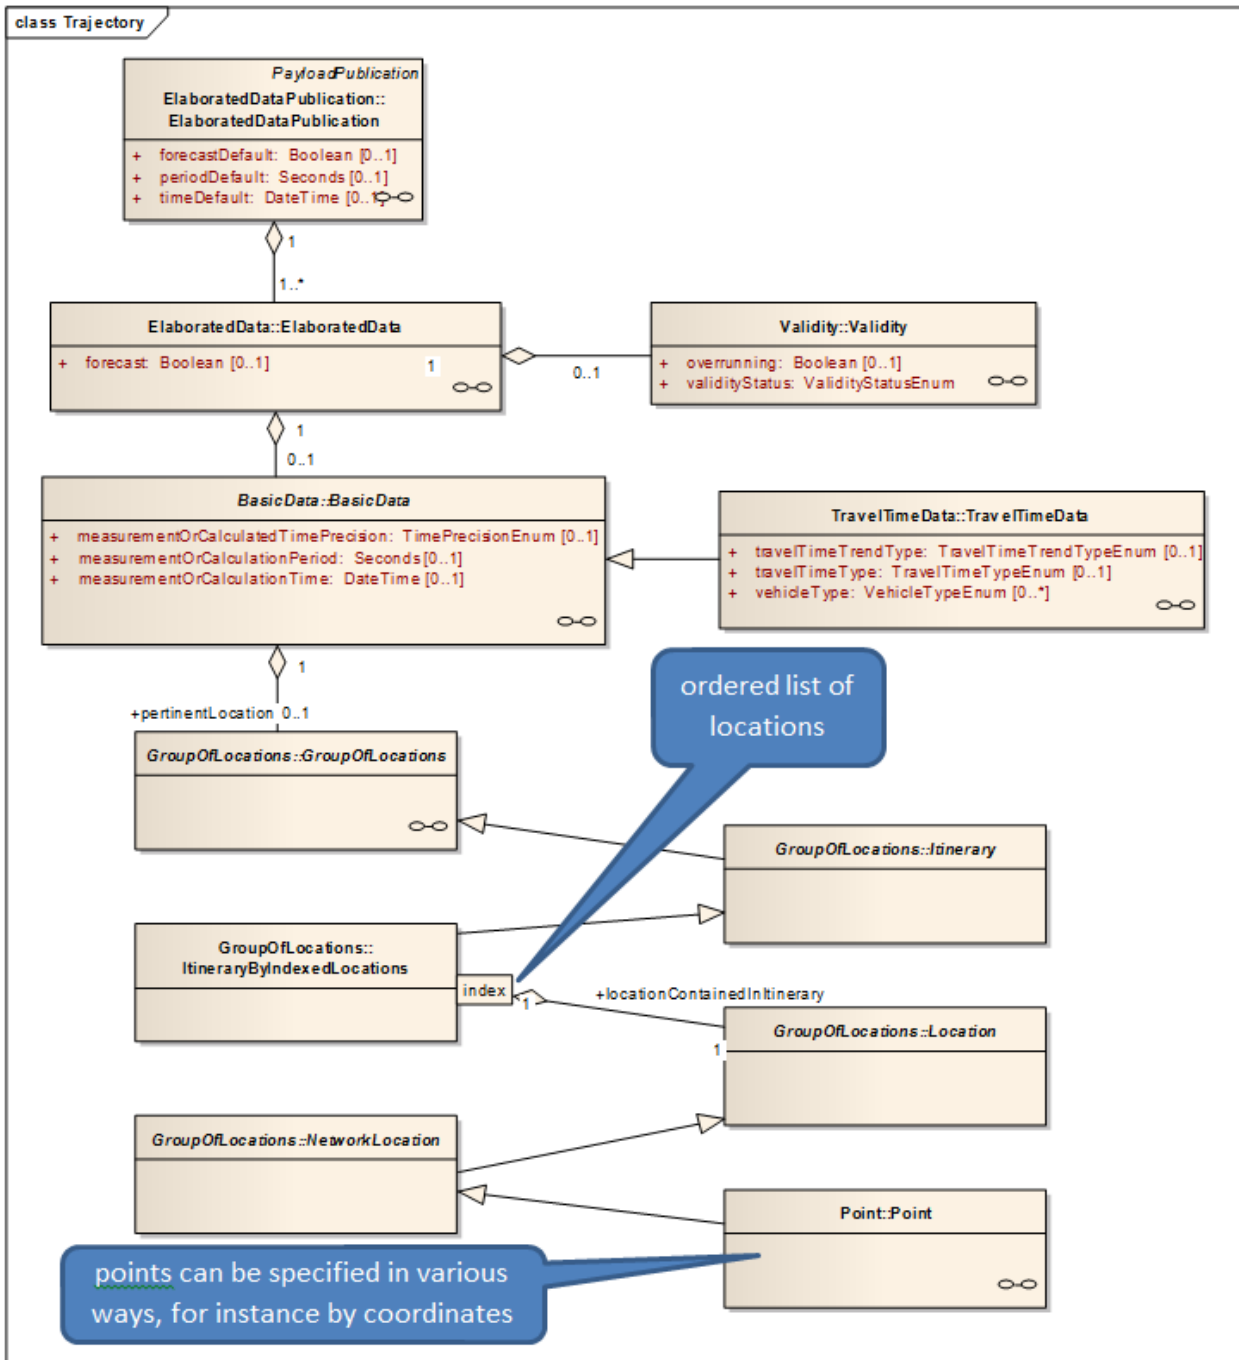 class Trajectory
PayloadPublication
ElaboratedDataPublication::
ElaboratedDataPublication
+ forecastDefault: Boolean [0..1]
+ periodDefault: Seconds [0..1]
+ timeDefault: DateTime [0..1]
1
1..*
ElaboratedData::ElaboratedData
+ forecast: Boolean [0..1]
1
0..1
Validity::Validity
+ overrunning: Boolean [0..1]
+ validityStatus: ValidityStatusEnum
1
0..1
BasicData::BasicData
+ measurementOrCalculatedTimePrecision: TimePrecisionEnum [0..1]
+ measurementOrCalculationPeriod: Seconds [0..1]
+ measurementOrCalculationTime: DateTime [0..1]
TravelTimeData::TravelTimeData
+ travelTimeTrendType: TravelTimeTrendTypeEnum [0..1]
+ travelTimeType: TravelTimeTypeEnum [0..1]
+ vehicleType: VehicleTypeEnum [0..*]
1
+pertinentLocation 0..1
ordered list of
locations
GroupOfLocations::GroupOfLocations
GroupOfLocations::Itinerary
GroupOfLocations::
ItineraryByIndexedLocations
index
1
+locationContainedInItinerary
1
GroupOfLocations::Location
GroupOfLocations::NetworkLocation
Point::Point
points can be specified in various
ways, for instance by coordinates